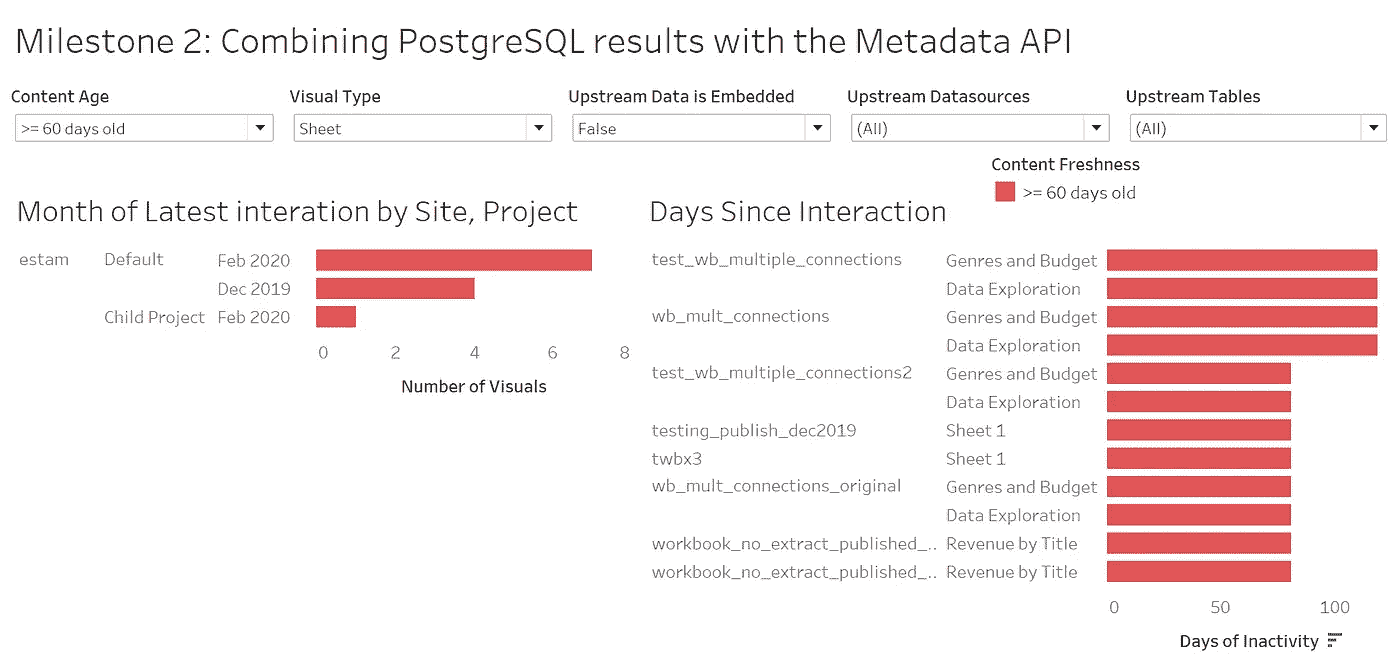 Milestone 2: Combining PostgreSQL results with the Metadata API
Content Age
Visual Type
Upstream Data is Embedded
Upstream Datasources
Upstream Tables
>= 60 days old
Sheet
False
(All)
(All)
Content Freshness
>= 60 days old
Month of Latest interation by Site, Project
estam Default Feb 2020
Dec 2019
Child Project Feb 2020
0 2 4 6 8
Number of Visuals
Days Since Interaction
test_wb_multiple_connections Genres and Budget
Data Exploration
wb_mult_connections Genres and Budget
Data Exploration
test_wb_multiple_connections2 Genres and Budget
Data Exploration
testing_publish_dec2019 Sheet 1
twbx3 Sheet 1
wb_mult_connections_original Genres and Budget
Data Exploration
workbook_no_extract_published_.. Revenue by Title
workbook_no_extract_published_.. Revenue by Title
0 50 100
Days of Inactivity